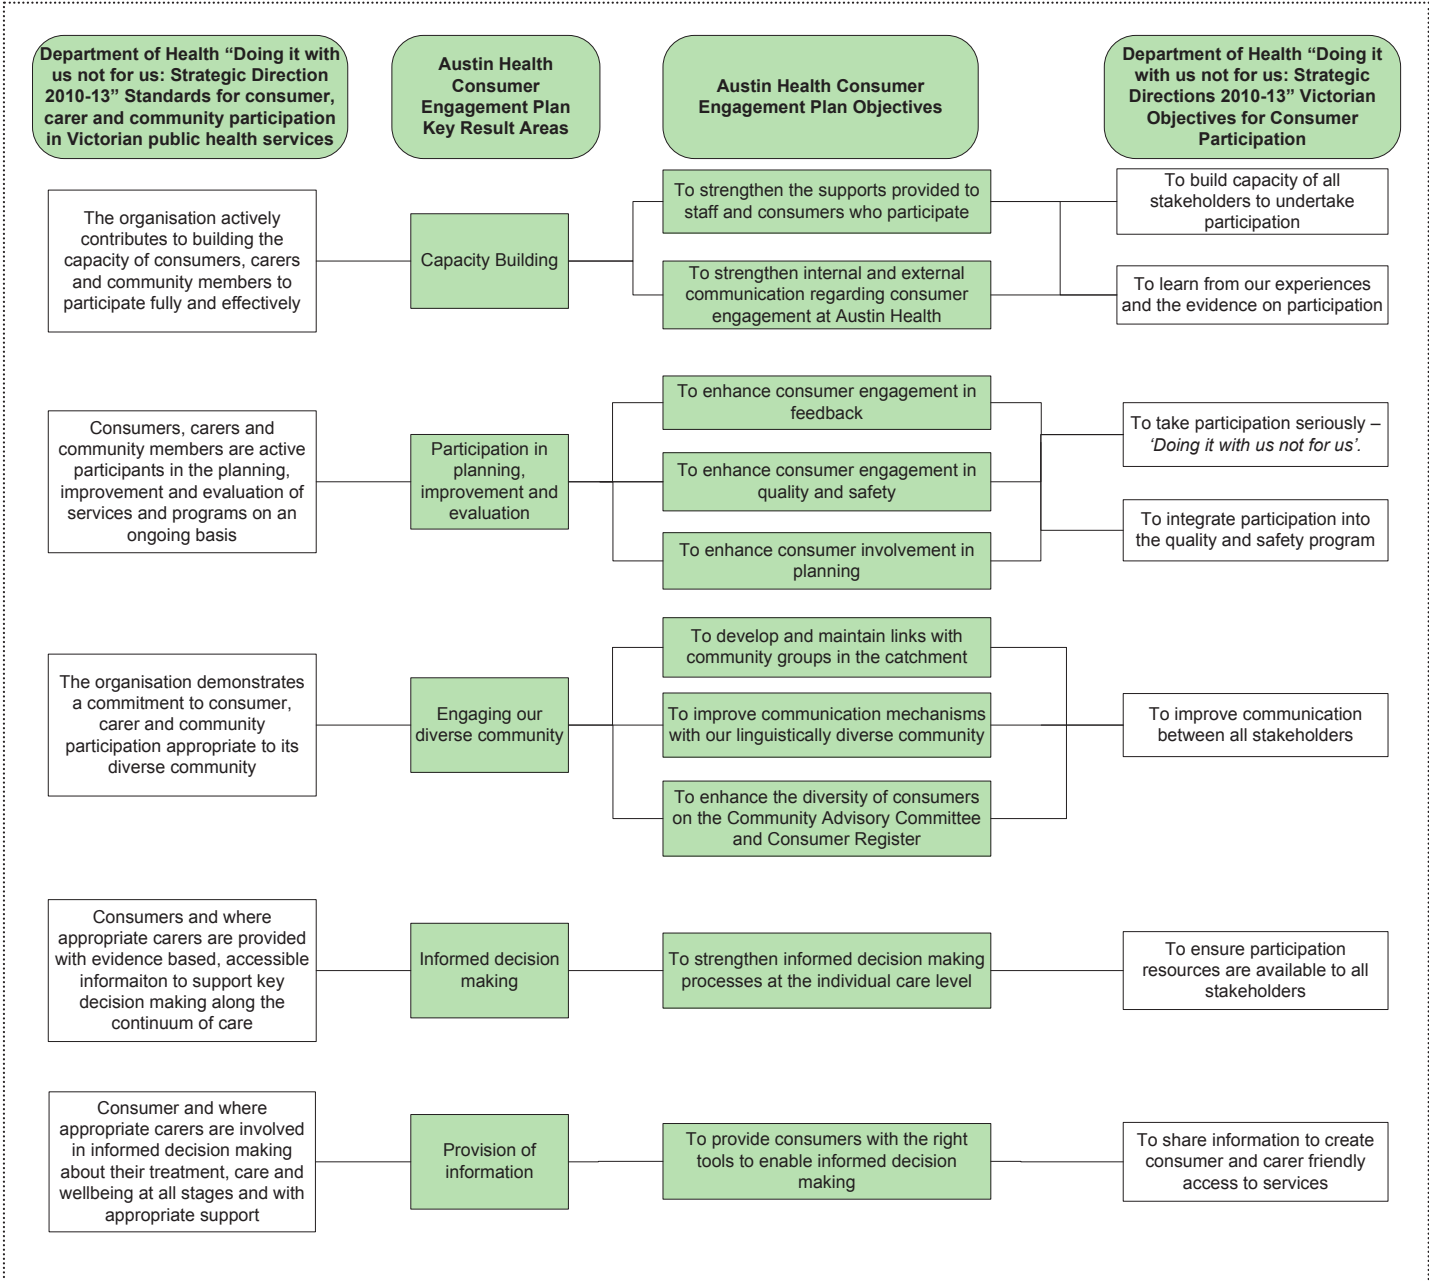 Department of Health “Doing it with
us not for us: Strategic Direction
2010-13” Standards for consumer,
carer and community participation
in Victorian public health services
Austin Health
Consumer
Engagement Plan
Key Result Areas
Austin Health Consumer
Engagement Plan Objectives
Department of Health “Doing it
with us not for us: Strategic
Directions 2010-13” Victorian
Objectives for Consumer
Participation
The organisation actively
contributes to building the
capacity of consumers, carers
and community members to
participate fully and effectively
Capacity Building
To strengthen the supports provided to
staff and consumers who participate
To strengthen internal and external
communication regarding consumer
engagement at Austin Health
To build capacity of all
stakeholders to undertake
participation
To learn from our experiences
and the evidence on participation
Consumers, carers and
community members are active
participants in the planning,
improvement and evaluation of
services and programs on an
ongoing basis
Participation in
planning,
improvement and
evaluation
To enhance consumer engagement in
feedback
To enhance consumer engagement in
quality and safety
To enhance consumer involvement in
planning
To take participation seriously –
‘Doing it with us not for us’.
To integrate participation into
the quality and safety program
The organisation demonstrates
a commitment to consumer,
carer and community
participation appropriate to its
diverse community
Engaging our
diverse community
To develop and maintain links with
community groups in the catchment
To improve communication mechanisms
with our linguistically diverse community
To enhance the diversity of consumers
on the Community Advisory Committee
and Consumer Register
To improve communication
between all stakeholders
Consumers and where
appropriate carers are provided
with evidence based, accessible
informaiton to support key
decision making along the
continuum of care
Informed decision
making
To strengthen informed decision making
processes at the individual care level
To ensure participation
resources are available to all
stakeholders
Consumer and where
appropriate carers are involved
in informed decision making
about their treatment, care and
wellbeing at all stages and with
appropriate support
Provision of
information
To provide consumers with the right
tools to enable informed decision
making
To share information to create
consumer and carer friendly
access to services